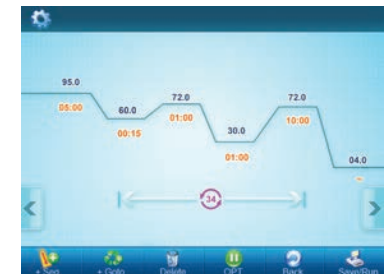 95.0
05:00
60.0
00:15
72.0
01:00
30.0
01:00
72.0
10:00
04.0
∞
34
+ Seg
+ Goto
Delete
OPT
Back
Save/Run